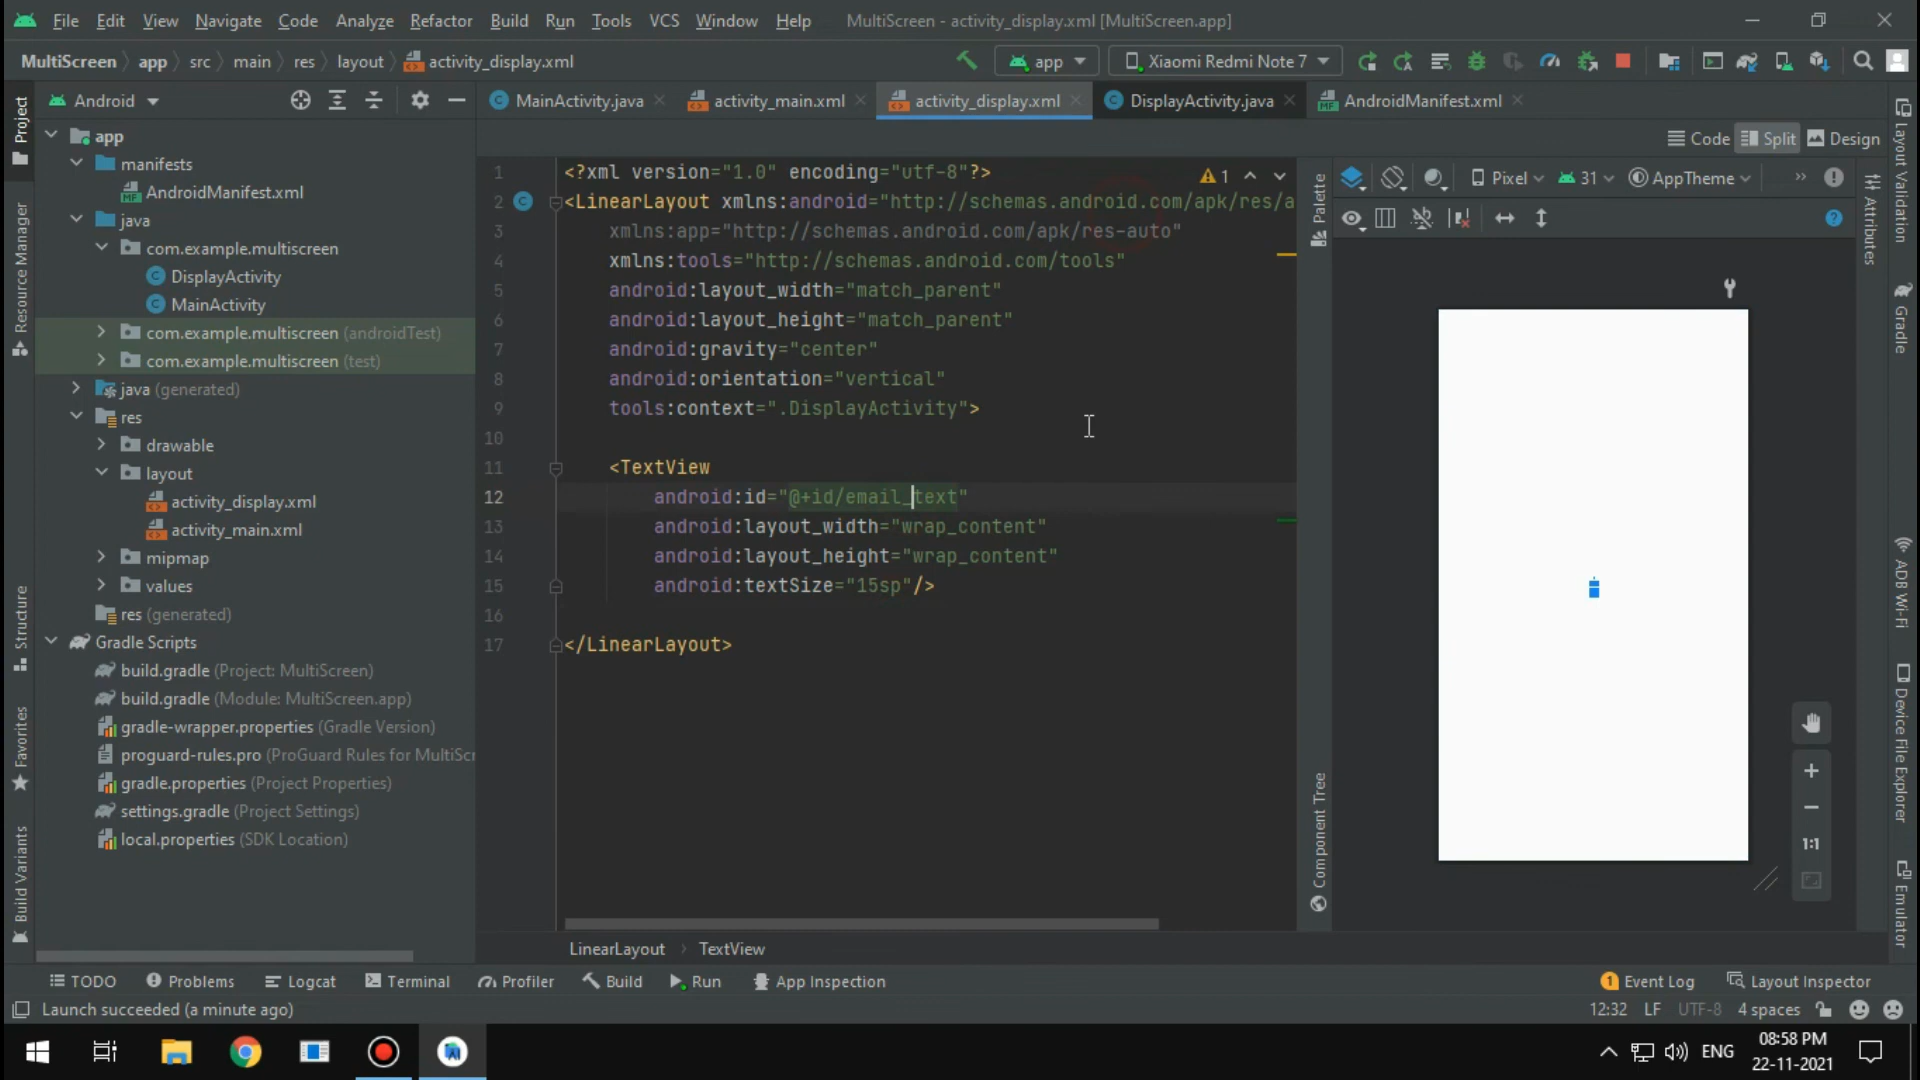 File Edit View Navigate Code Analyze Refactor Build Run Tools VCS Window Help MultiScreen - activity_display.xml [MultiScreen.app]
MultiScreen app src main res layout activity_display.xml app Xiaomi Redmi Note 7
Android MainActivity.java activity_main.xml activity_display.xml DisplayActivity.java AndroidManifest.xml
Code Split Design
Project
Resource Manager
Structure
Favorites
Build Variants
app
manifests
AndroidManifest.xml
java
com.example.multiscreen
DisplayActivity
MainActivity
com.example.multiscreen (androidTest)
com.example.multiscreen (test)
java (generated)
res
drawable
layout
activity_display.xml
activity_main.xml
mipmap
values
res (generated)
Gradle Scripts
build.gradle (Project: MultiScreen)
build.gradle (Module: MultiScreen.app)
gradle-wrapper.properties (Gradle Version)
proguard-rules.pro (ProGuard Rules for MultiScr
gradle.properties (Project Properties)
settings.gradle (Project Settings)
local.properties (SDK Location)
1 <?xml version="1.0" encoding="utf-8"?>
2 <LinearLayout xmlns:android="http://schemas.android.com/apk/res/a
3 xmlns:app="http://schemas.android.com/apk/res-auto"
4 xmlns:tools="http://schemas.android.com/tools"
5 android:layout_width="match_parent"
6 android:layout_height="match_parent"
7 android:gravity="center"
8 android:orientation="vertical"
9 tools:context=".DisplayActivity">
10
11 <TextView
12 android:id="@+id/email_text"
13 android:layout_width="wrap_content"
14 android:layout_height="wrap_content"
15 android:textSize="15sp"/>
16
17 </LinearLayout>
1
LinearLayout TextView
Palette
Component Tree
Pixel 31 AppTheme
1:1
Layout Validation
Attributes
Gradle
ADB Wi-Fi
Device File Explorer
Emulator
TODO Problems Logcat Terminal Profiler Build Run App Inspection 1 Event Log Layout Inspector
Launch succeeded (a minute ago) 12:32 LF UTF-8 4 spaces
ENG 08:58 PM
22-11-2021